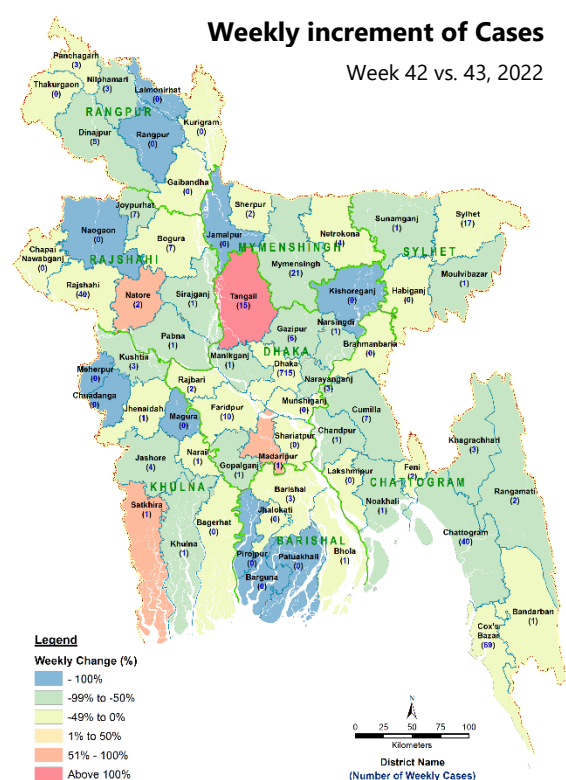 Weekly increment of Cases
Week 42 vs. 43, 2022
Panchagarh
(3)
Nilphamari
(3)
Lalmonirhat
(0)
Thakurgaon
(0)
RANGPUR
Kurigram
(0)
Dinajpur
(5)
Rangpur
(0)
Gaibandha
(0)
Joypurhat
(7)
Sherpur
(2)
Naogaon
(0)
Bogura
(7)
Jamalpur
(0)
MYMENSINGH
Netrokona
Sunamganj
(1)
Sylhet
(17)
SYLHET
Chapai
Nawabganj
(0)
RAJSHAHI
Mymensingh
(21)
Moulvibazar
(1)
Rajshahi
(40)
Natore
(2)
Sirajganj
(1)
Tangail
(15)
Kishoreganj
(0)
Habiganj
(0)
Pabna
(1)
Gazipur
(6)
Narsingdi
(1)
Brahmanbaria
(0)
Kushtia
(3)
Manikganj
(1)
DHAKA
Dhaka
(715)
Meherpur
(0)
Chuadanga
(0)
Rajbari
(2)
Narayanganj
(3)
Jhenaidah
(1)
Magura
(0)
Faridpur
(10)
Munshiganj
(0)
Cumilla
(7)
Chandpur
(1)
Khagrachhari
(3)
Shariatpur
(0)
Jashore
(4)
Narail
(1)
Gopalganj
(1)
Madaripur
(1)
Lakshmipur
(0)
Feni
(2)
CHATTOGRAM
KHULNA
Barishal
(3)
Rangamati
(2)
Satkhira
(1)
Bagerhat
(0)
Jhalokati
(0)
Noakhali
(1)
Khulna
(1)
BARISHAL
Chattogram
(40)
Pirojpur
(0)
Patuakhali
(0)
Bhola
(1)
Barguna
(0)
Bandarban
(1)
Cox's
Bazar
(69)
Legend
Weekly Change (%)
- 100%
-99% to -50%
-49% to 0%
1% to 50%
51% - 100%
Above 100%
N
0 25 50 75 100
Kilometers
District Name
(Number of Weekly Cases)